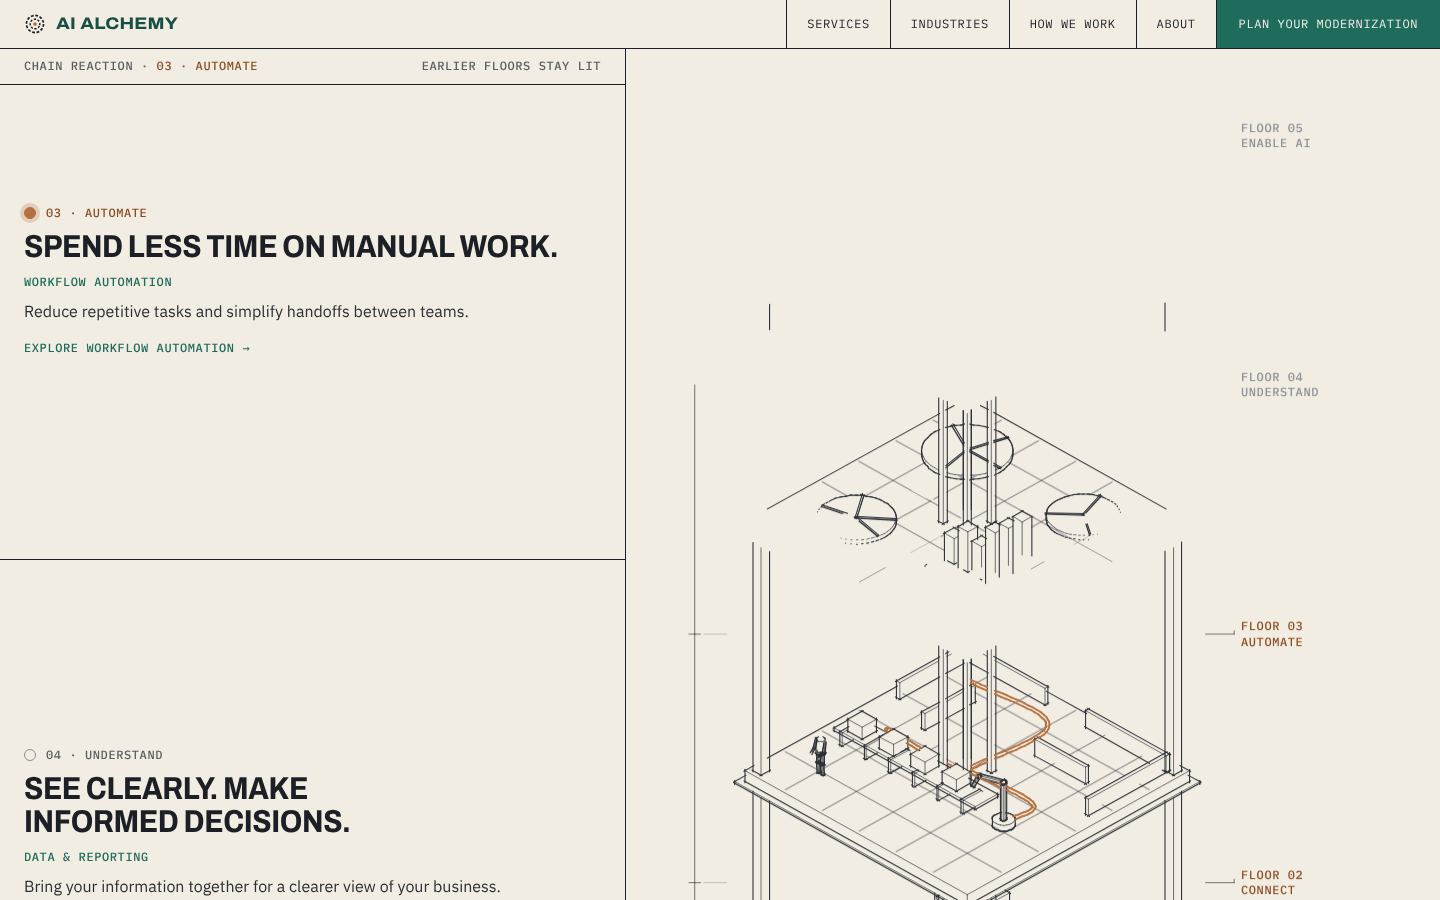 AI ALCHEMY
SERVICES
INDUSTRIES
HOW WE WORK
ABOUT
PLAN YOUR MODERNIZATION
CHAIN REACTION · 03 · AUTOMATE
EARLIER FLOORS STAY LIT
03 · AUTOMATE
SPEND LESS TIME ON MANUAL WORK.
WORKFLOW AUTOMATION
Reduce repetitive tasks and simplify handoffs between teams.
EXPLORE WORKFLOW AUTOMATION →
04 · UNDERSTAND
SEE CLEARLY. MAKE
INFORMED DECISIONS.
DATA & REPORTING
Bring your information together for a clearer view of your business.
FLOOR 05
ENABLE AI
FLOOR 04
UNDERSTAND
FLOOR 03
AUTOMATE
FLOOR 02
CONNECT